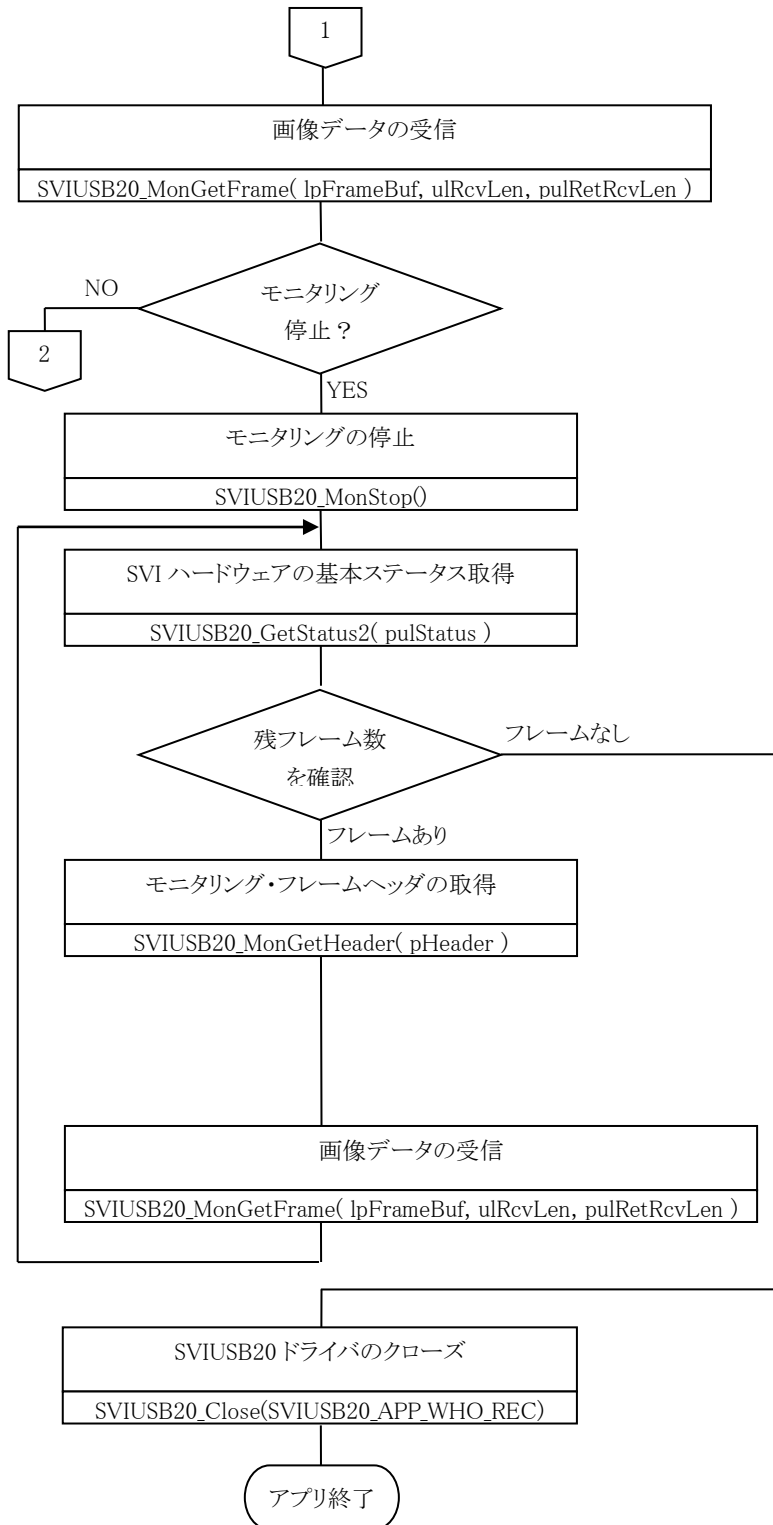 1
画像データの受信
SVIUSB20_MonGetFrame( lpFrameBuf, ulRcvLen, pulRetRcvLen )
モニタリング
停止？
NO
2
YES
モニタリングの停止
SVIUSB20_MonStop()
SVI ハードウェアの基本ステータス取得
SVIUSB20_GetStatus2( pulStatus )
残フレーム数
を確認
フレームなし
フレームあり
モニタリング・フレームヘッダの取得
SVIUSB20_MonGetHeader( pHeader )
画像データの受信
SVIUSB20_MonGetFrame( lpFrameBuf, ulRcvLen, pulRetRcvLen )
SVIUSB20 ドライバのクローズ
SVIUSB20_Close(SVIUSB20_APP_WHO_REC)
アプリ終了